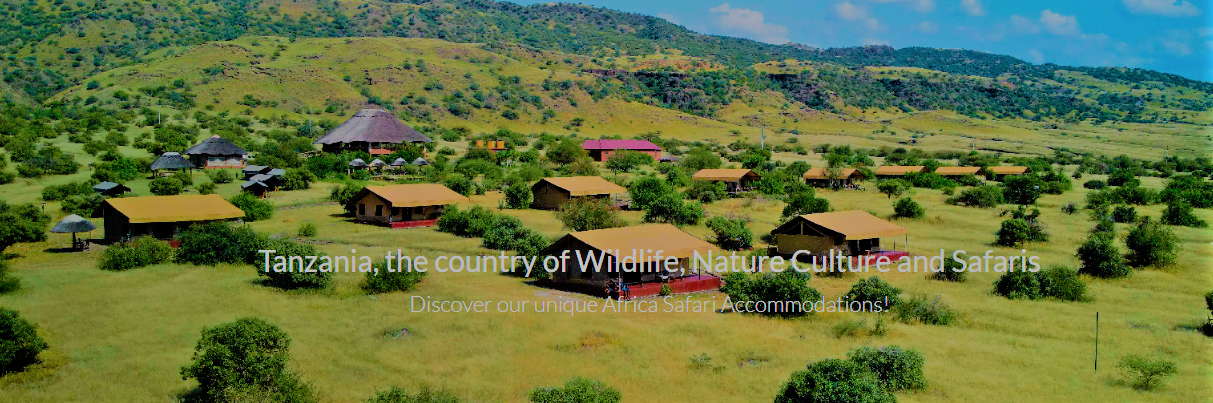 Tanzania, the country of Wildlife, Nature Culture and Safaris
Discover our unique Africa Safari Accommodations!